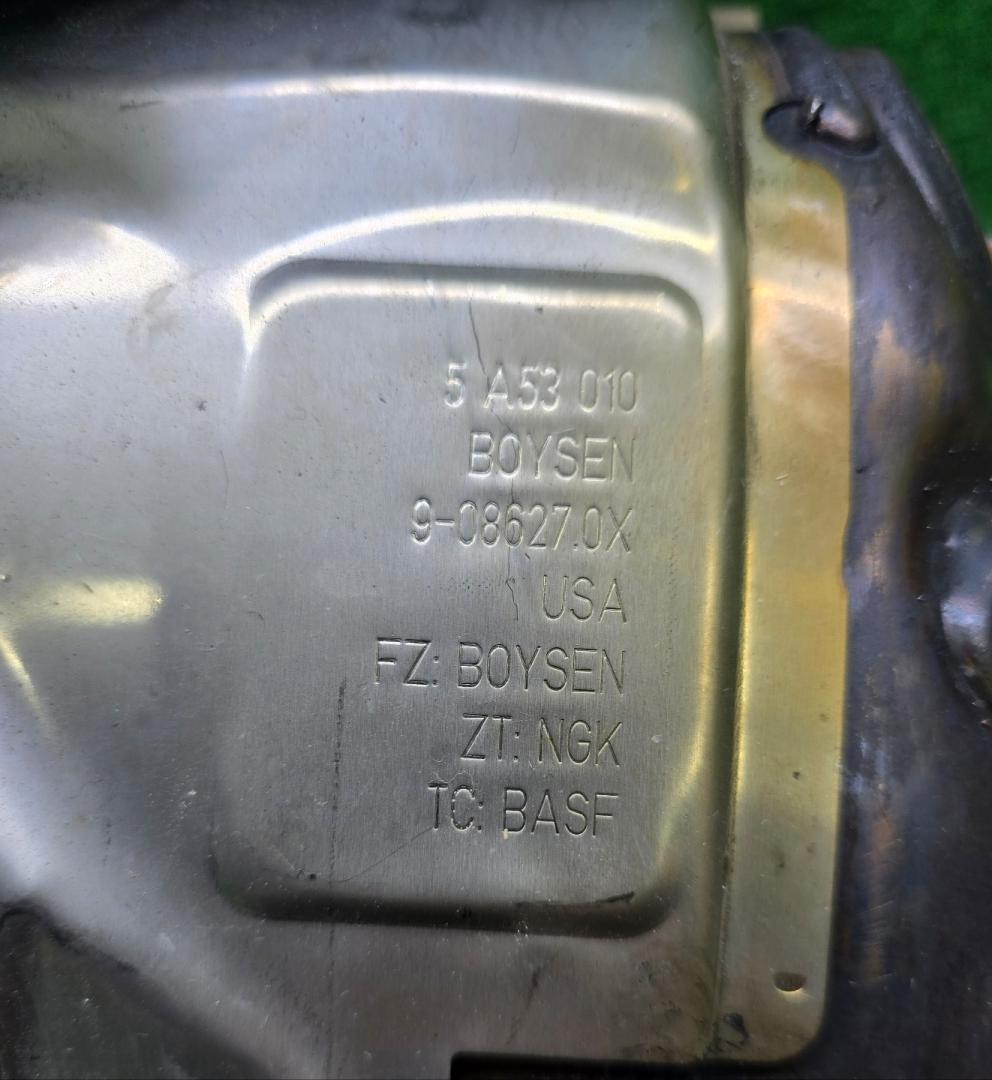 5 A53 010
BOYSEN
9-08627.0X
USA
FZ: BOYSEN
ZT: NGK
TC: BASF